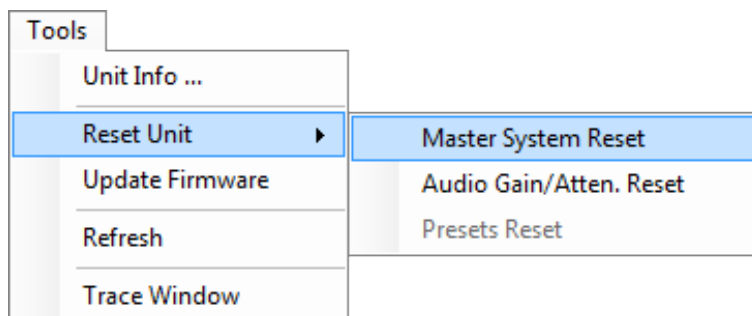 Tools
Unit Info ...
Reset Unit
Master System Reset
Update Firmware
Audio Gain/Atten. Reset
Refresh
Presets Reset
Trace Window